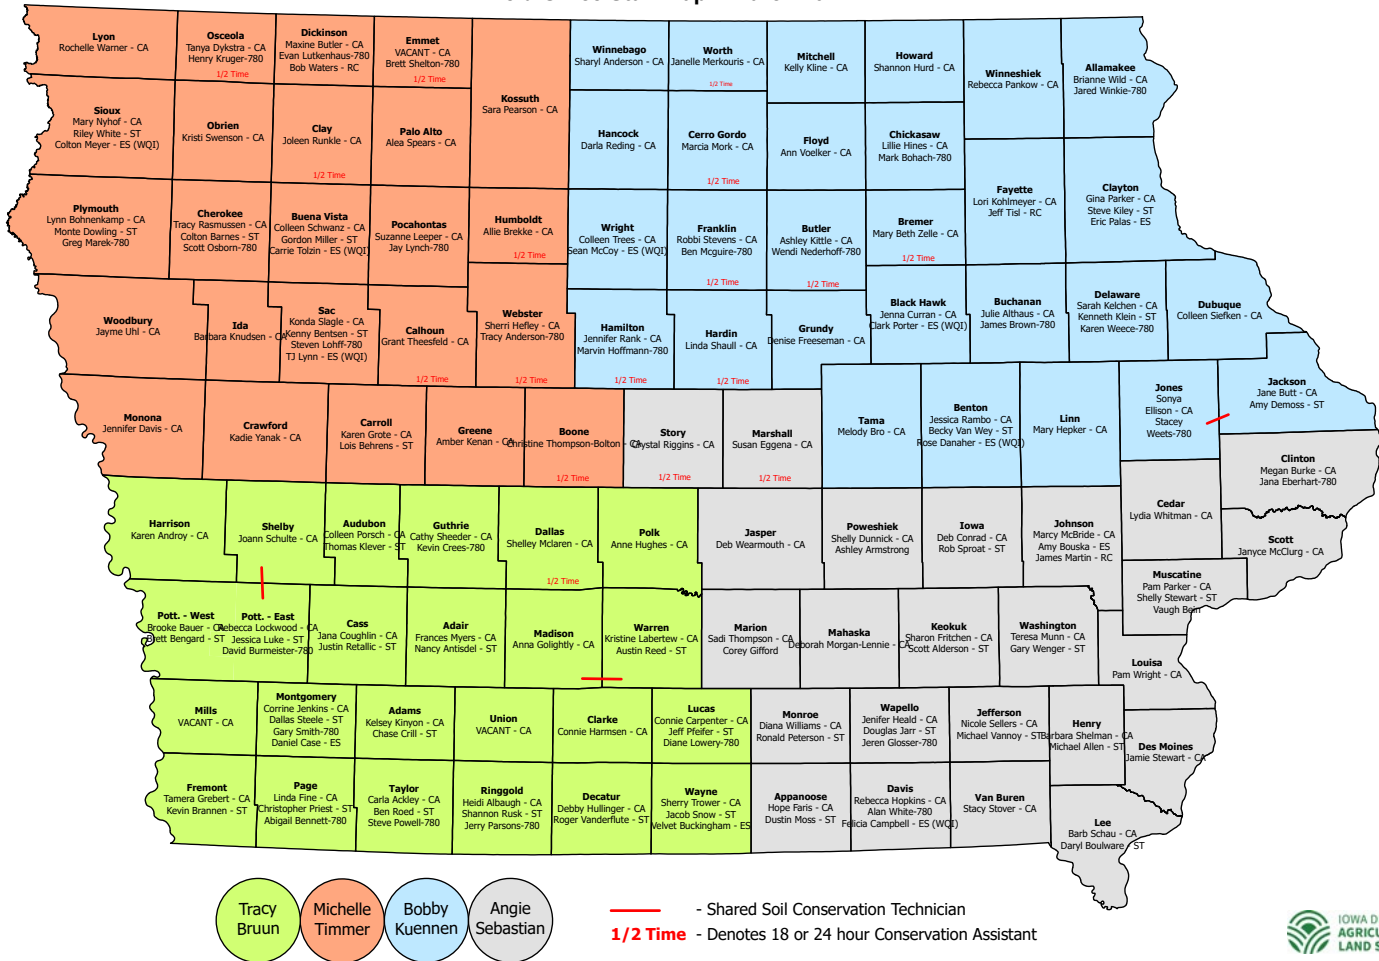 Lyon
Rochelle Warner - CA
Osceola
Tanya Dykstra - CA
Henry Kruger-780
1/2 Time
Dickinson
Maxine Butler - CA
Evan Lutkenhaus-780
Bob Waters - RC
Emmet
VACANT - CA
Brett Shelton-780
1/2 Time
Kossuth
Sara Pearson - CA
Winnebago
Sharyl Anderson - CA
Worth
Janelle Merkouris - CA
1/2 Time
Mitchell
Kelly Kline - CA
Howard
Shannon Hurd - CA
Winneshiek
Rebecca Pankow - CA
Allamakee
Brianne Wild - CA
Jared Winkie-780
Sioux
Mary Nyhof - CA
Riley White - ST
Colton Meyer - ES (WQI)
Obrien
Kristi Swenson - CA
Clay
Joleen Runkle - CA
1/2 Time
Palo Alto
Alea Spears - CA
Hancock
Darla Reding - CA
Cerro Gordo
Marcia Mork - CA
1/2 Time
Floyd
Ann Voelker - CA
Chickasaw
Lillie Hines - CA
Mark Bohach-780
Fayette
Lori Kohlmeyer - CA
Jeff Tisl - RC
Clayton
Gina Parker - CA
Steve Kiley - ST
Eric Palas - ES
Plymouth
Lynn Bohnenkamp - CA
Monte Dowling - ST
Greg Marek-780
Cherokee
Tracy Rasmussen - CA
Colton Barnes - ST
Scott Osborn-780
Buena Vista
Colleen Schwanz - CA
Gordon Miller - ST
Carrie Tolzin - ES (WQI)
Pocahontas
Suzanne Leeper - CA
Jay Lynch-780
Humboldt
Allie Brekke - CA
1/2 Time
Wright
Colleen Trees - CA
Sean McCoy - ES (WQI)
Franklin
Robbi Stevens - CA
Ben Mcguire-780
1/2 Time
Butler
Ashley Kittle - CA
Wendi Nederhoff-780
1/2 Time
Bremer
Mary Beth Zelle - CA
1/2 Time
Woodbury
Jayme Uhl - CA
Ida
Barbara Knudsen - CA
Sac
Konda Slagle - CA
Kenny Bentsen - ST
Steven Lohff-780
TJ Lynn - ES (WQI)
Calhoun
Grant Theesfeld - CA
1/2 Time
Webster
Sherri Hefley - CA
Tracy Anderson-780
1/2 Time
Hamilton
Jennifer Rank - CA
Marvin Hoffmann-780
1/2 Time
Hardin
Linda Shaull - CA
1/2 Time
Grundy
Denise Freeseman - CA
Black Hawk
Jenna Curran - CA
Clark Porter - ES (WQI)
Buchanan
Julie Althaus - CA
James Brown-780
Delaware
Sarah Kelchen - CA
Kenneth Klein - ST
Karen Weece-780
Dubuque
Colleen Siefken - CA
Monona
Jennifer Davis - CA
Crawford
Kadie Yanak - CA
Carroll
Karen Grote - CA
Lois Behrens - ST
Greene
Amber Kenan - CA
Boone
Christine Thompson-Bolton - CA
1/2 Time
Story
Crystal Riggins - CA
1/2 Time
Marshall
Susan Eggena - CA
1/2 Time
Tama
Melody Bro - CA
Benton
Jessica Rambo - CA
Becky Van Wey - ST
Rose Danaher - ES (WQI)
Linn
Mary Hepker - CA
Jones
Sonya
Ellison - CA
Stacey
Weets-780
Jackson
Jane Butt - CA
Amy Demoss - ST
Clinton
Megan Burke - CA
Jana Eberhart-780
Cedar
Lydia Whitman - CA
Scott
Janyce McClurg - CA
Harrison
Karen Androy - CA
Shelby
Joann Schulte - CA
Audubon
Colleen Porsch - CA
Thomas Klever - ST
Guthrie
Cathy Sheeder - CA
Kevin Crees-780
Dallas
Shelley Mclaren - CA
1/2 Time
Polk
Anne Hughes - CA
Jasper
Deb Wearmouth - CA
Poweshiek
Shelly Dunnick - CA
Ashley Armstrong
Iowa
Deb Conrad - CA
Rob Sproat - ST
Johnson
Marcy McBride - CA
Amy Bouska - ES
James Martin - RC
Muscatine
Pam Parker - CA
Shelly Stewart - ST
Vaugh Bein
Pott. - West
Brooke Bauer - CA
Brett Bengard - ST
Pott. - East
Rebecca Lockwood - CA
Jessica Luke - ST
David Burmeister-780
Cass
Jana Coughlin - CA
Justin Retallic - ST
Adair
Frances Myers - CA
Nancy Antisdel - ST
Madison
Anna Golightly - CA
Warren
Kristine Labertew - CA
Austin Reed - ST
Marion
Sadi Thompson - CA
Corey Gifford
Mahaska
Deborah Morgan-Lennie - CA
Keokuk
Sharon Fritchen - CA
Scott Alderson - ST
Washington
Teresa Munn - CA
Gary Wenger - ST
Louisa
Pam Wright - CA
Mills
VACANT - CA
Montgomery
Corrine Jenkins - CA
Dallas Steele - ST
Gary Smith-780
Daniel Case - ES
Adams
Kelsey Kinyon - CA
Chase Crill - ST
Union
VACANT - CA
Clarke
Connie Harmsen - CA
Lucas
Connie Carpenter - CA
Jeff Pfeifer - ST
Diane Lowery-780
Monroe
Diana Williams - CA
Ronald Peterson - ST
Wapello
Jenifer Heald - CA
Douglas Jarr - ST
Jeren Glosser-780
Jefferson
Nicole Sellers - CA
Michael Vannoy - ST
Henry
Barbara Shelman - CA
Michael Allen - ST
Des Moines
Jamie Stewart - CA
Fremont
Tamera Grebert - CA
Kevin Brannen - ST
Page
Linda Fine - CA
Christopher Priest - ST
Abigail Bennett-780
Taylor
Carla Ackley - CA
Ben Roed - ST
Steve Powell-780
Ringgold
Heidi Albaugh - CA
Shannon Rusk - ST
Jerry Parsons-780
Decatur
Debby Hullinger - CA
Roger Vanderflute - ST
Wayne
Sherry Trower - CA
Jacob Snow - ST
Velvet Buckingham - ES
Appanoose
Hope Faris - CA
Dustin Moss - ST
Davis
Rebecca Hopkins - CA
Alan White-780
Felicia Campbell - ES (WQI)
Van Buren
Stacy Stover - CA
Lee
Barb Schau - CA
Daryl Boulware - ST
Tracy
Bruun
Michelle
Timmer
Bobby
Kuennen
Angie
Sebastian
- Shared Soil Conservation Technician
1/2 Time - Denotes 18 or 24 hour Conservation Assistant
IOWA D
AGRICU
LAND S